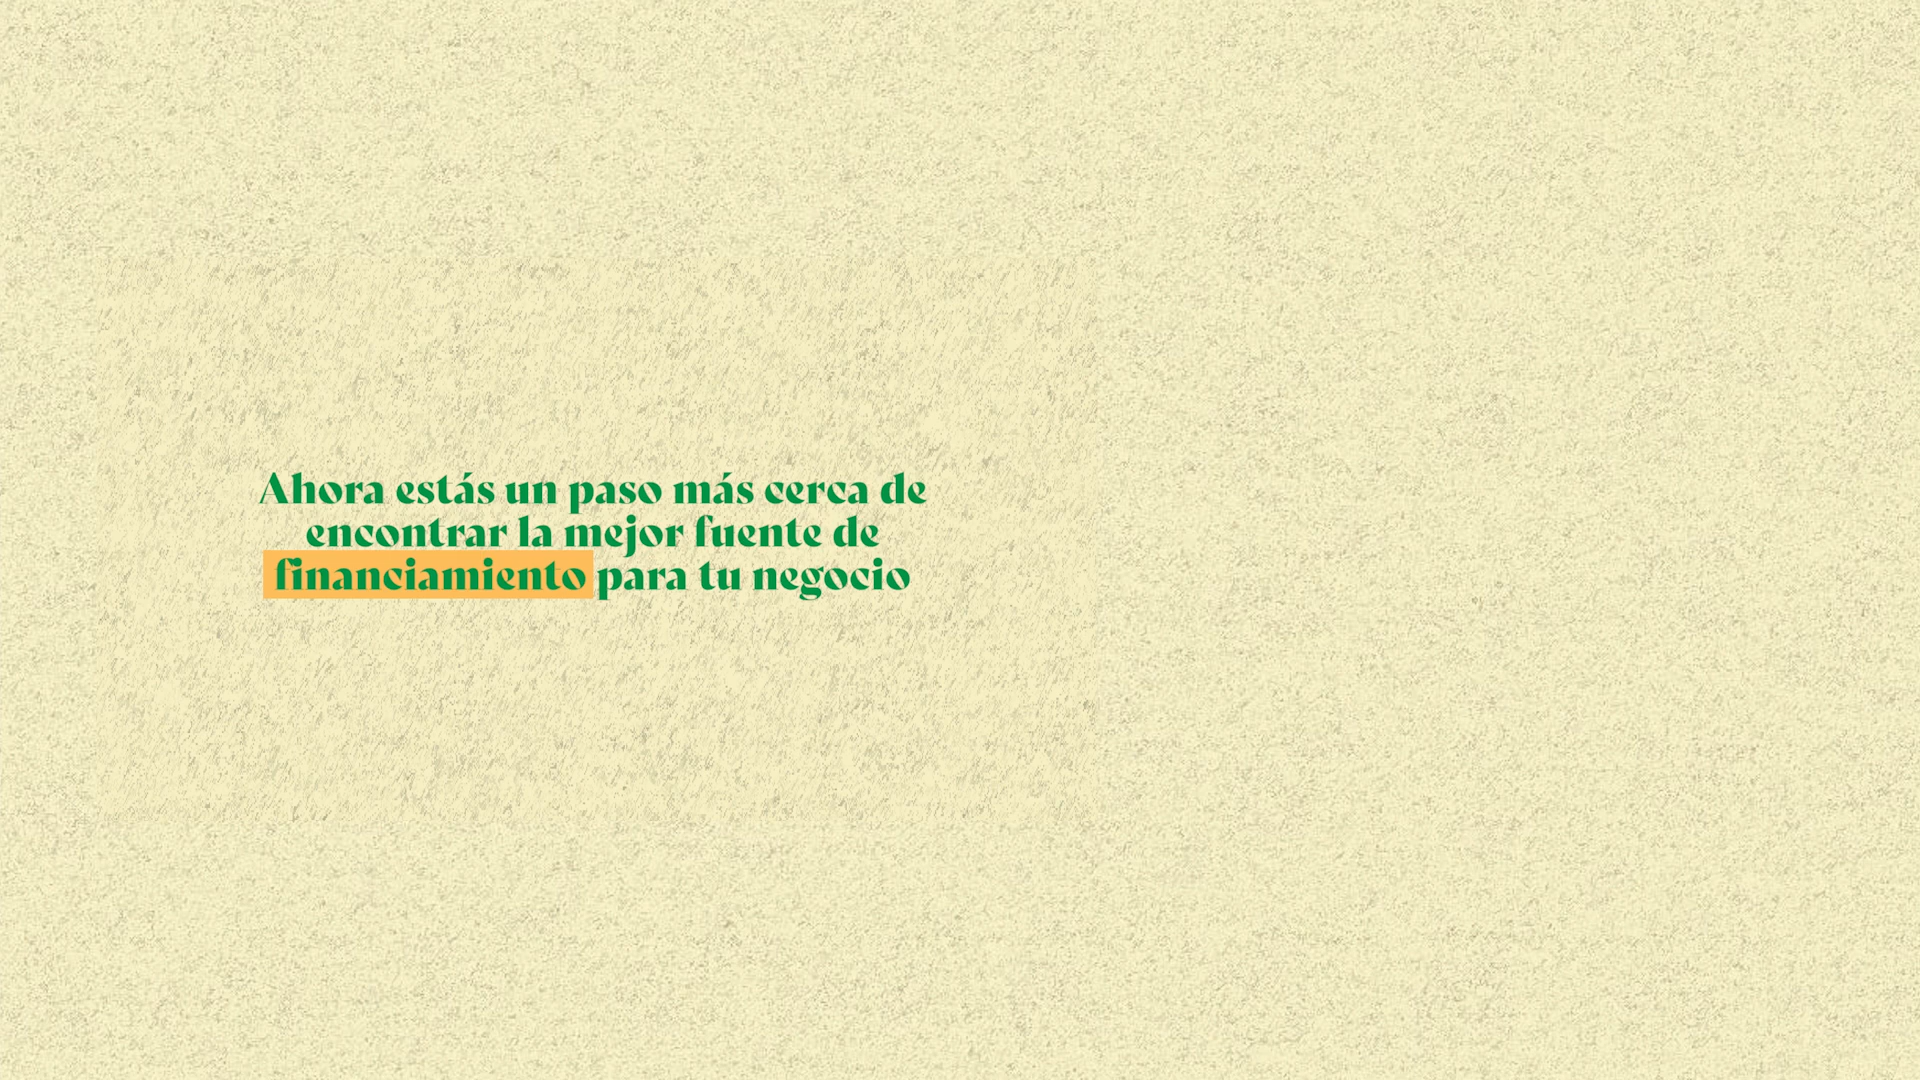 Ahora estás un paso más cerca de
encontrar la mejor fuente de
financiamiento para tu negocio